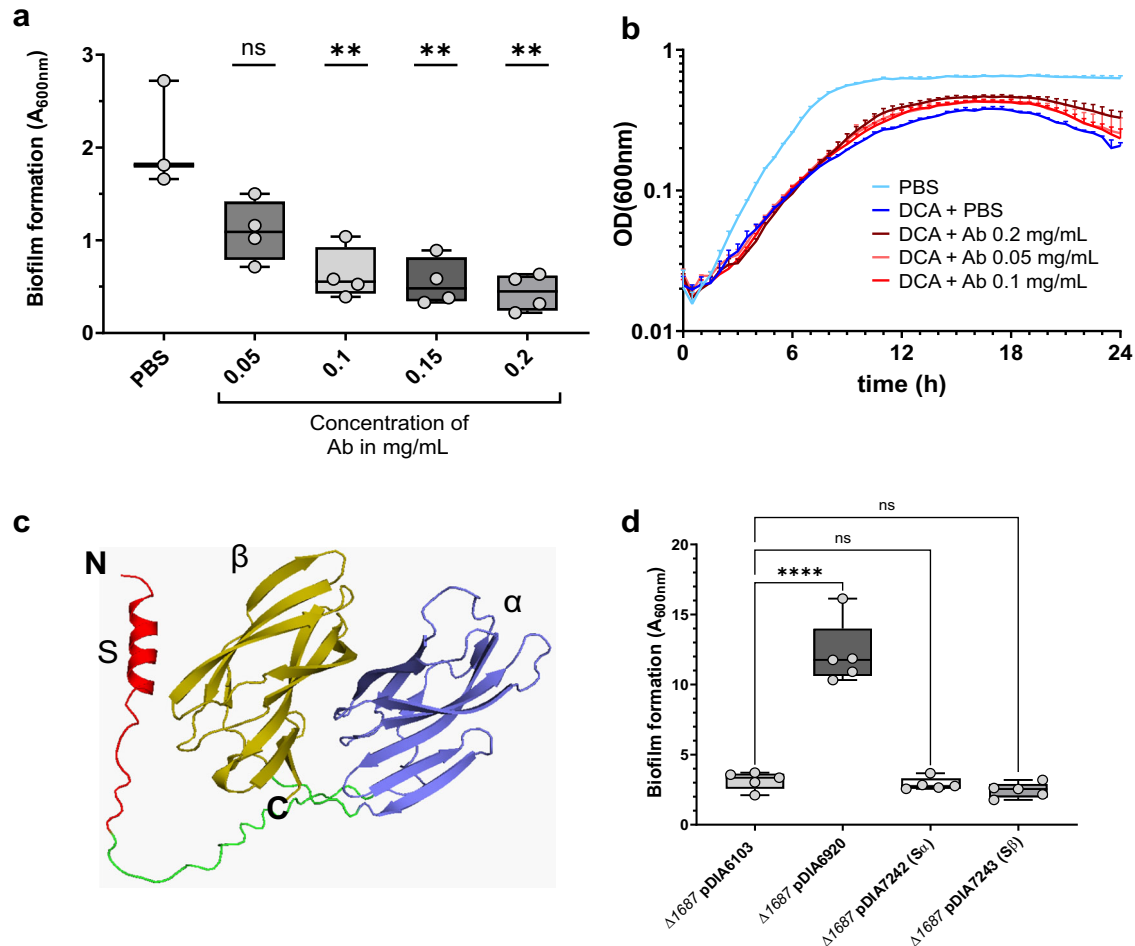 a
Biofilm formation (A600nm)
3
2
1
0
ns
**
**
**
PBS
0.05
0.1
0.15
0.2
Concentration of
Ab in mg/mL
b
OD(600nm)
1
0.1
0.01
PBS
DCA + PBS
DCA + Ab 0.2 mg/mL
DCA + Ab 0.05 mg/mL
DCA + Ab 0.1 mg/mL
0
6
12
18
24
time (h)
c
N
S
β
α
C
d
ns
ns
****
Biofilm formation (A600nm)
20
15
10
5
0
Δ1687 pDIA6103
Δ1687 pDIA6920
Δ1687 pDIA7242 (Sα)
Δ1687 pDIA7243 (Sβ)